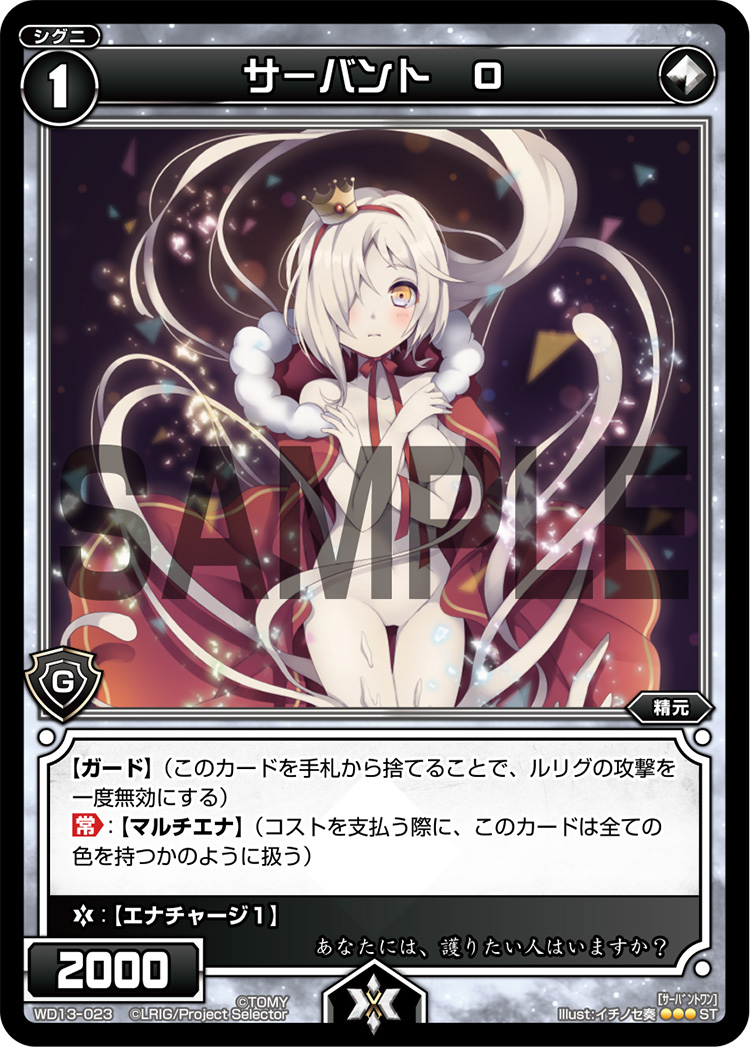 シグニ
1
サーバント　O
SAMPLE
G
精元
【ガード】（このカードを手札から捨てることで、ルリグの攻撃を
一度無効にする）
常：【マルチエナ】（コストを支払う際に、このカードは全ての
色を持つかのように扱う）
：【エナチャージ１】
あなたには、護りたい人はいますか？
2000
©TOMY
[サーバントワン]
WD13-023 ©LRIG/Project Selector
Illust:イチノセ奏 ST